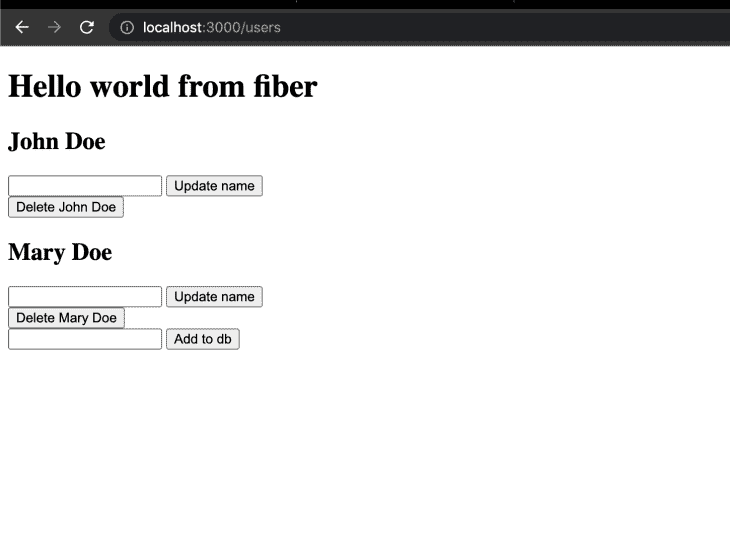 localhost:3000/users
Hello world from fiber
John Doe
Update name
Delete John Doe
Mary Doe
Update name
Delete Mary Doe
Add to db